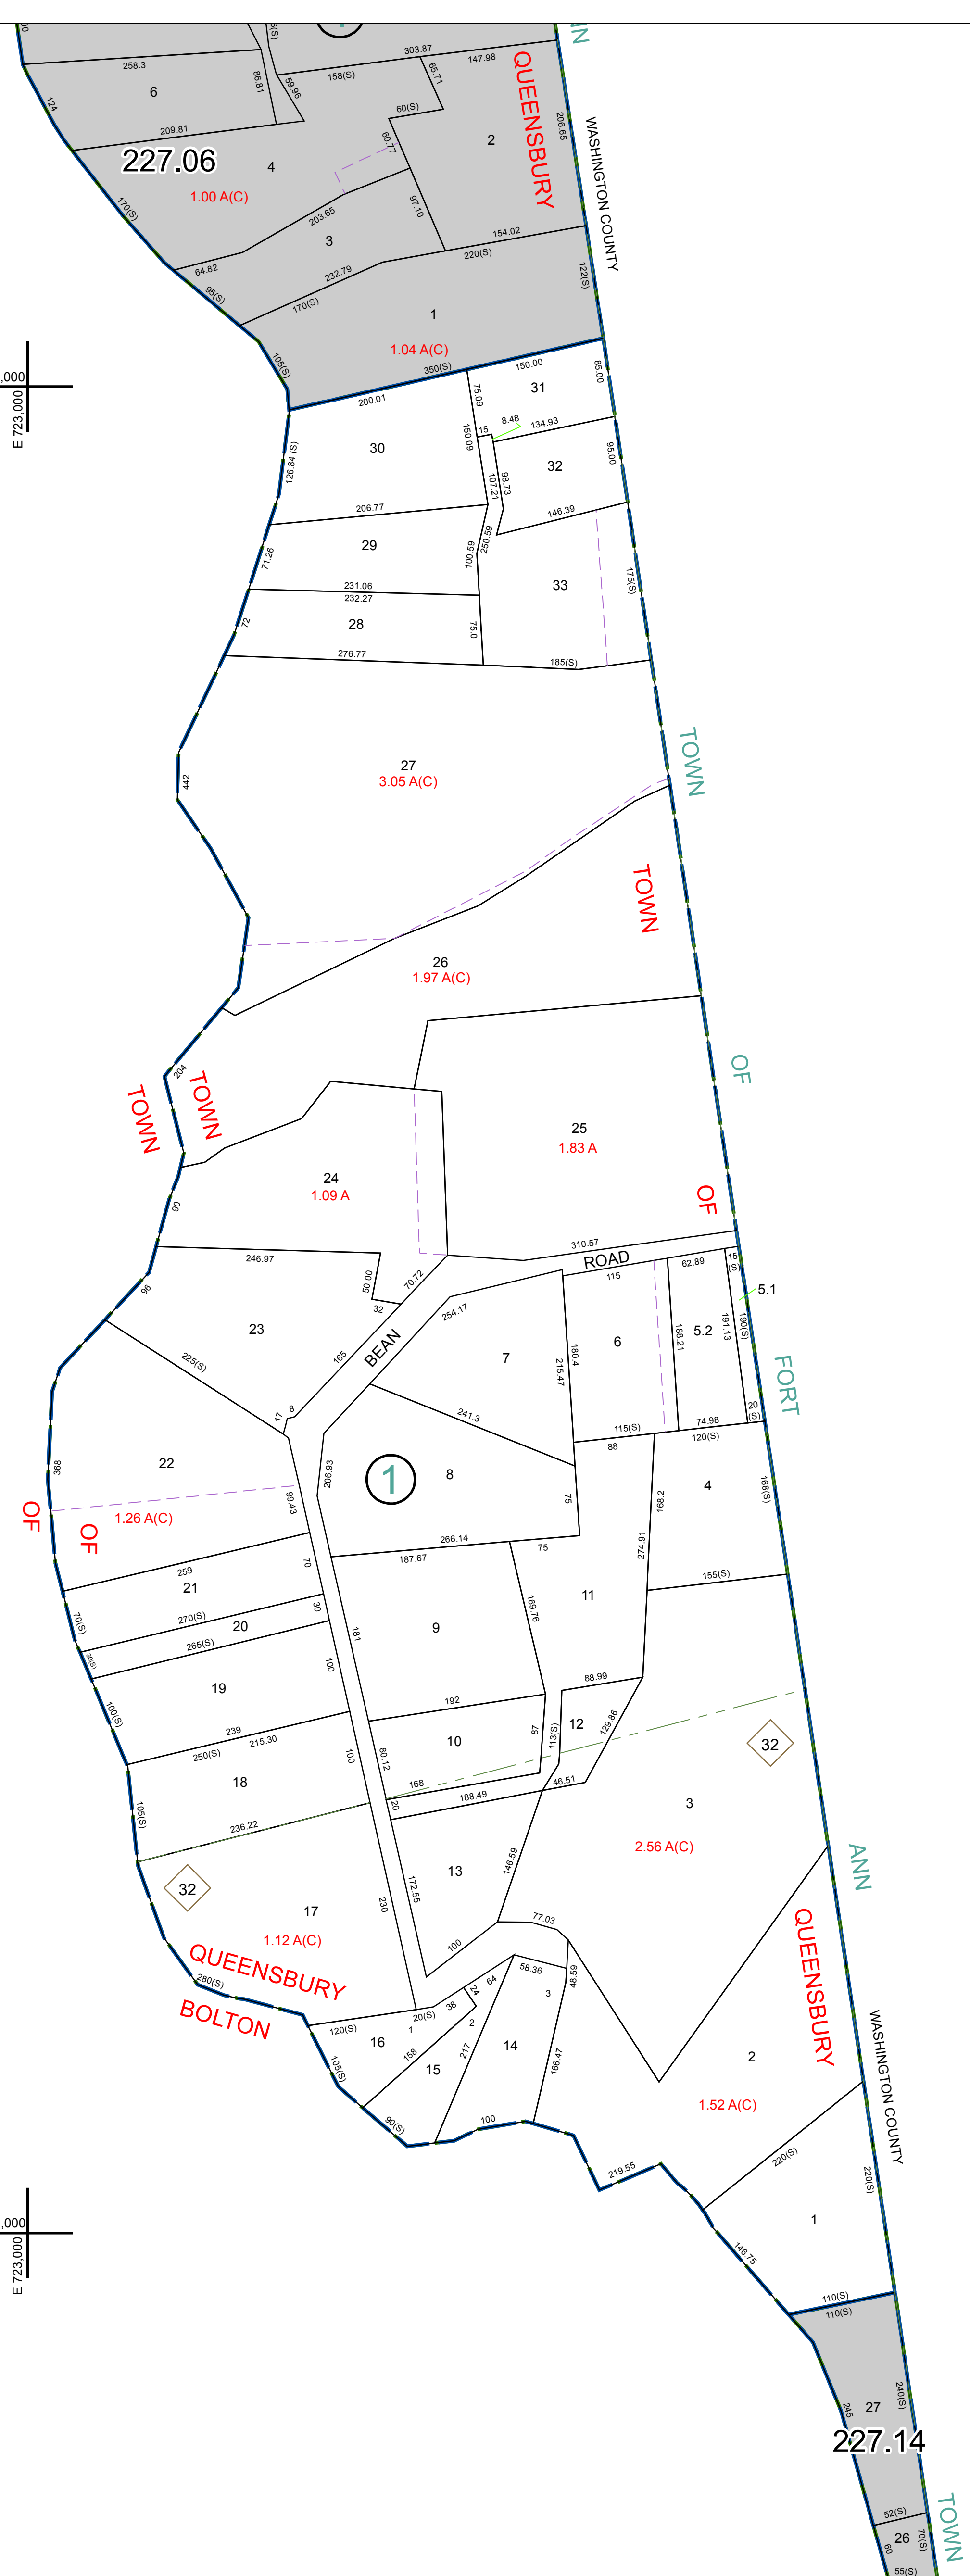 258.3
6
86.81
6(S)
59.96
303.87
158(S)
147.98
65.71
60(S)
60.77
2
124
209.81
227.06
4
1.00 A(C)
QUEENSBURY
206.65
WASHINGTON COUNTY
170(S)
203.65
97.10
3
154.02
64.82
232.79
220(S)
95(S)
170(S)
122(S)
1
1.04 A(C)
105(S)
350(S)
150.00
85.00
,000
E 723,000
200.01
75.09
31
8.48
134.93
15
150.09
30
126.84 (S)
32
95.00
107.21
98.73
206.77
146.39
29
71.26
100.59
250.59
33
175(S)
231.06
232.27
72
28
75.0
276.77
185(S)
TOWN
27
3.05 A(C)
442
TOWN
26
1.97 A(C)
204
TOWN
TOWN
OF
25
1.83 A
24
1.09 A
90
OF
246.97
50.00
70.72
310.57
ROAD
115
62.89
15
(S)
5.1
96
32
254.17
23
165
BEAN
225(S)
7
215.47
180.4
6
188.21
5.2
191.13
190(S)
FORT
17
8
241.3
115(S)
74.98
20
(S)
88
120(S)
22
368
206.93
1
8
75
168.2
4
168(S)
OF
OF
1.26 A(C)
99.43
266.14
187.67
75
274.91
259
70
155(S)
21
11
70(S)
270(S)
30
169.76
20
265(S)
181
9
30(S)
100
19
88.99
100(S)
192
239
215.30
250(S)
100
80.12
10
87
113(S)
12
129.86
32
18
168
46.51
188.49
20
3
105(S)
236.22
2.56 A(C)
ANN
32
13
146.59
172.55
17
230
1.12 A(C)
QUEENSBURY
77.03
100
QUEENSBURY
280(S)
BOLTON
58.36
48.59
64
24
3
38
20(S)
120(S)
1
2
16
158
217
14
2
WASHINGTON COUNTY
105(S)
15
166.47
1.52 A(C)
90(S)
100
219.55
220(S)
220(S)
,000
E 723,000
1
146.75
110(S)
110(S)
27
240(S)
245
227.14
52(S)
TOWN
26
70(S)
60
55(S)